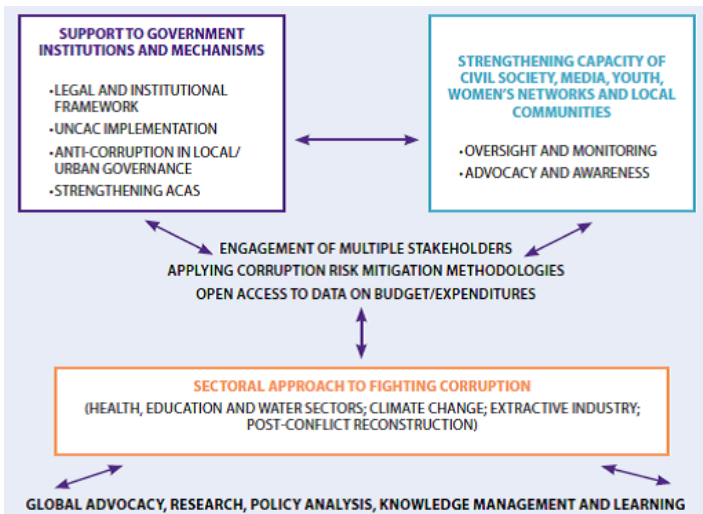 SUPPORT TO GOVERNMENT
INSTITUTIONS AND MECHANISMS
•LEGAL AND INSTITUTIONAL
FRAMEWORK
•UNCAC IMPLEMENTATION
•ANTI-CORRUPTION IN LOCAL/
URBAN GOVERNANCE
•STRENGTHENING ACAS
STRENGTHENING CAPACITY OF
CIVIL SOCIETY, MEDIA, YOUTH,
WOMEN'S NETWORKS AND LOCAL
COMMUNITIES
•OVERSIGHT AND MONITORING
•ADVOCACY AND AWARENESS
ENGAGEMENT OF MULTIPLE STAKEHOLDERS
APPLYING CORRUPTION RISK MITIGATION METHODOLOGIES
OPEN ACCESS TO DATA ON BUDGET/EXPENDITURES
SECTORAL APPROACH TO FIGHTING CORRUPTION
(HEALTH, EDUCATION AND WATER SECTORS; CLIMATE CHANGE; EXTRACTIVE INDUSTRY;
POST-CONFLICT RECONSTRUCTION)
GLOBAL ADVOCACY, RESEARCH, POLICY ANALYSIS, KNOWLEDGE MANAGEMENT AND LEARNING